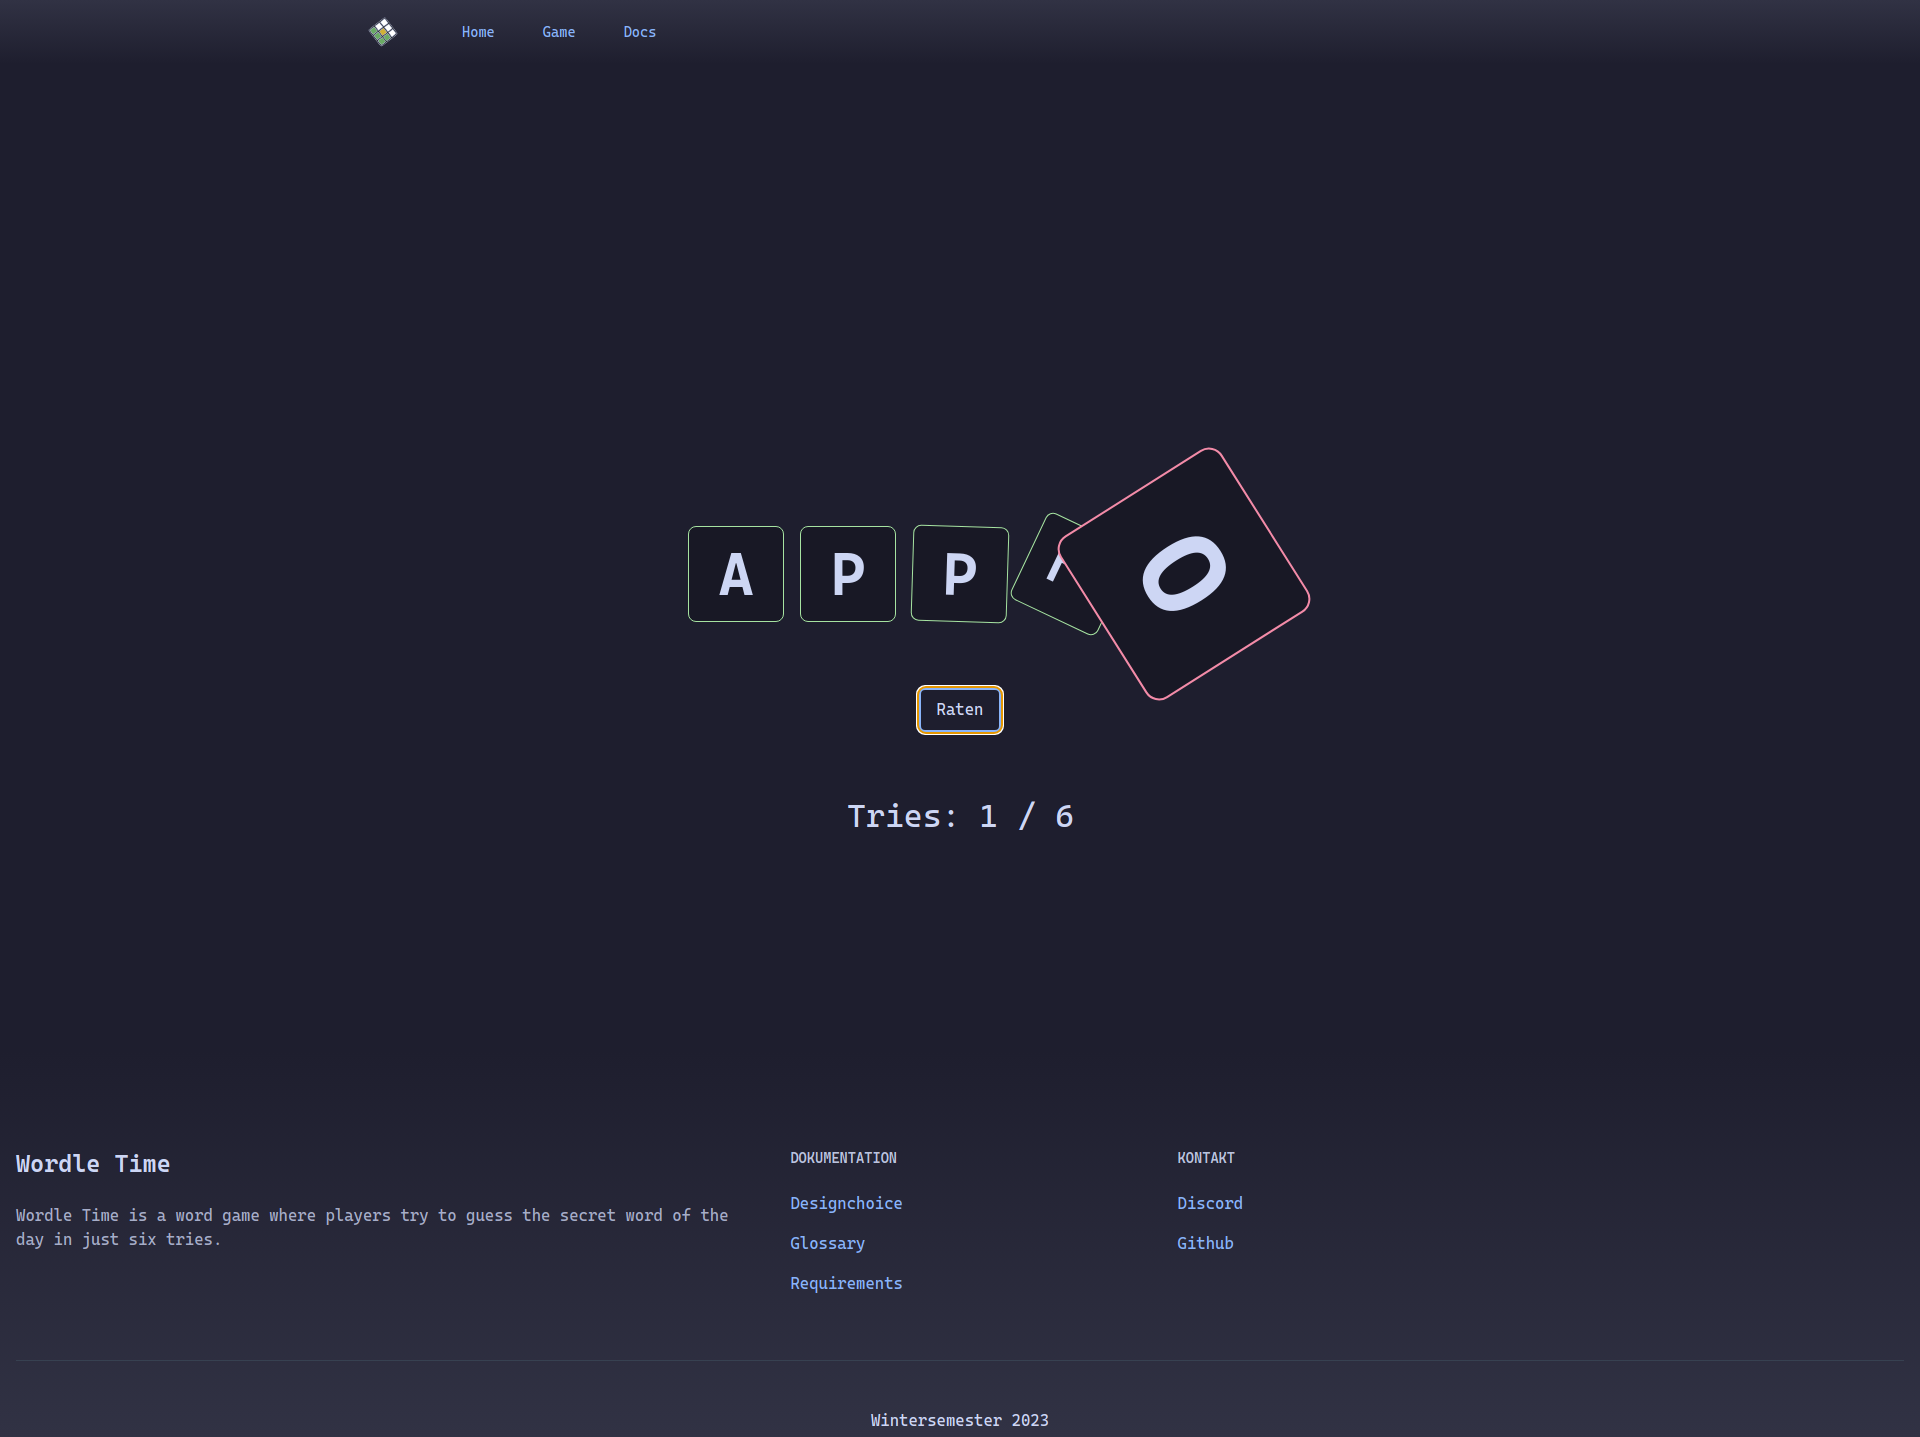 Home Game Docs
A P P O
Raten
Tries: 1 / 6
Wordle Time
Wordle Time is a word game where players try to guess the secret word of the
day in just six tries.
DOKUMENTATION
Designchoice
Glossary
Requirements
KONTAKT
Discord
Github
Wintersemester 2023